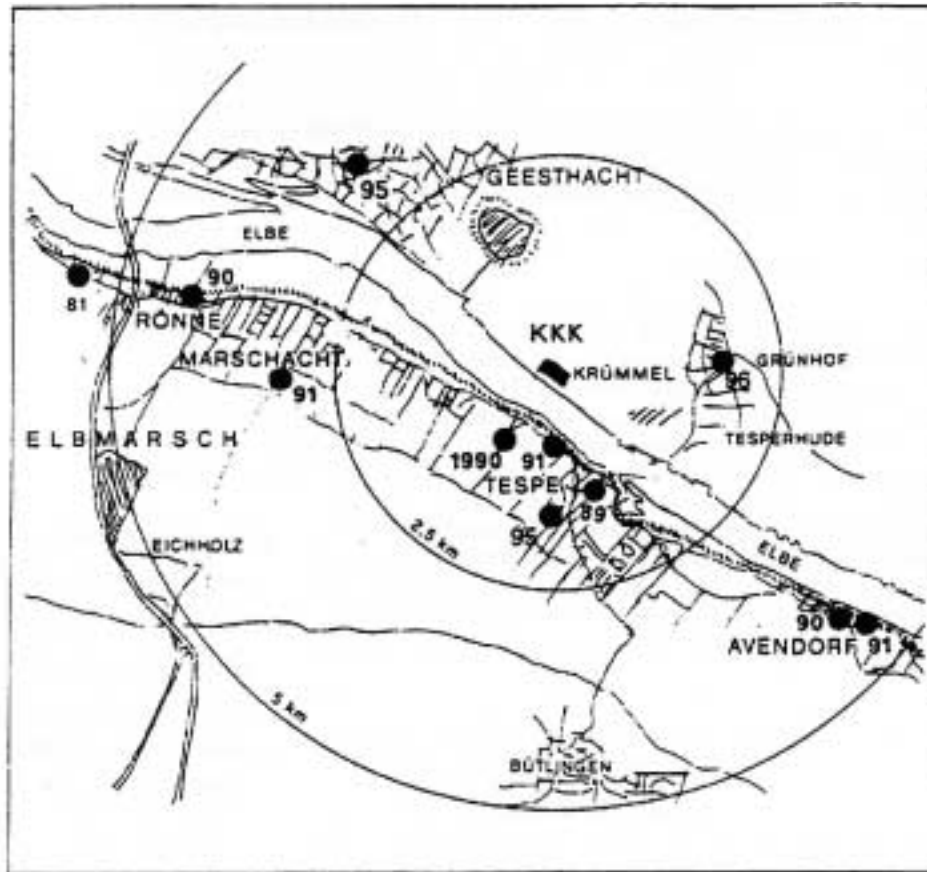 GEESTHACHT
95
ELBE
90
81
RÖNNE
KKK
MARSCHACHT
KRÜMMEL
GRÜNHOF
91
ELBMARSCH
TESPERHUDE
1990
91
TESPE
89
95
2,5 km
EICHHOLZ
ELBE
90
AVENDORF
91
5 km
BÜTLINGEN